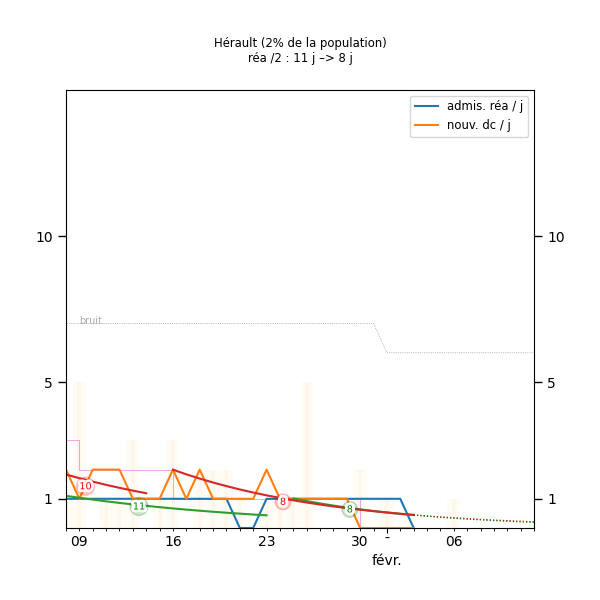 Hérault (2% de la population)
réa /2 : 11 j –> 8 j
admis. réa / j
nouv. dc / j
10
10
bruit
5
5
10
11
8
8
1
1
09
16
23
30
-
06
févr.